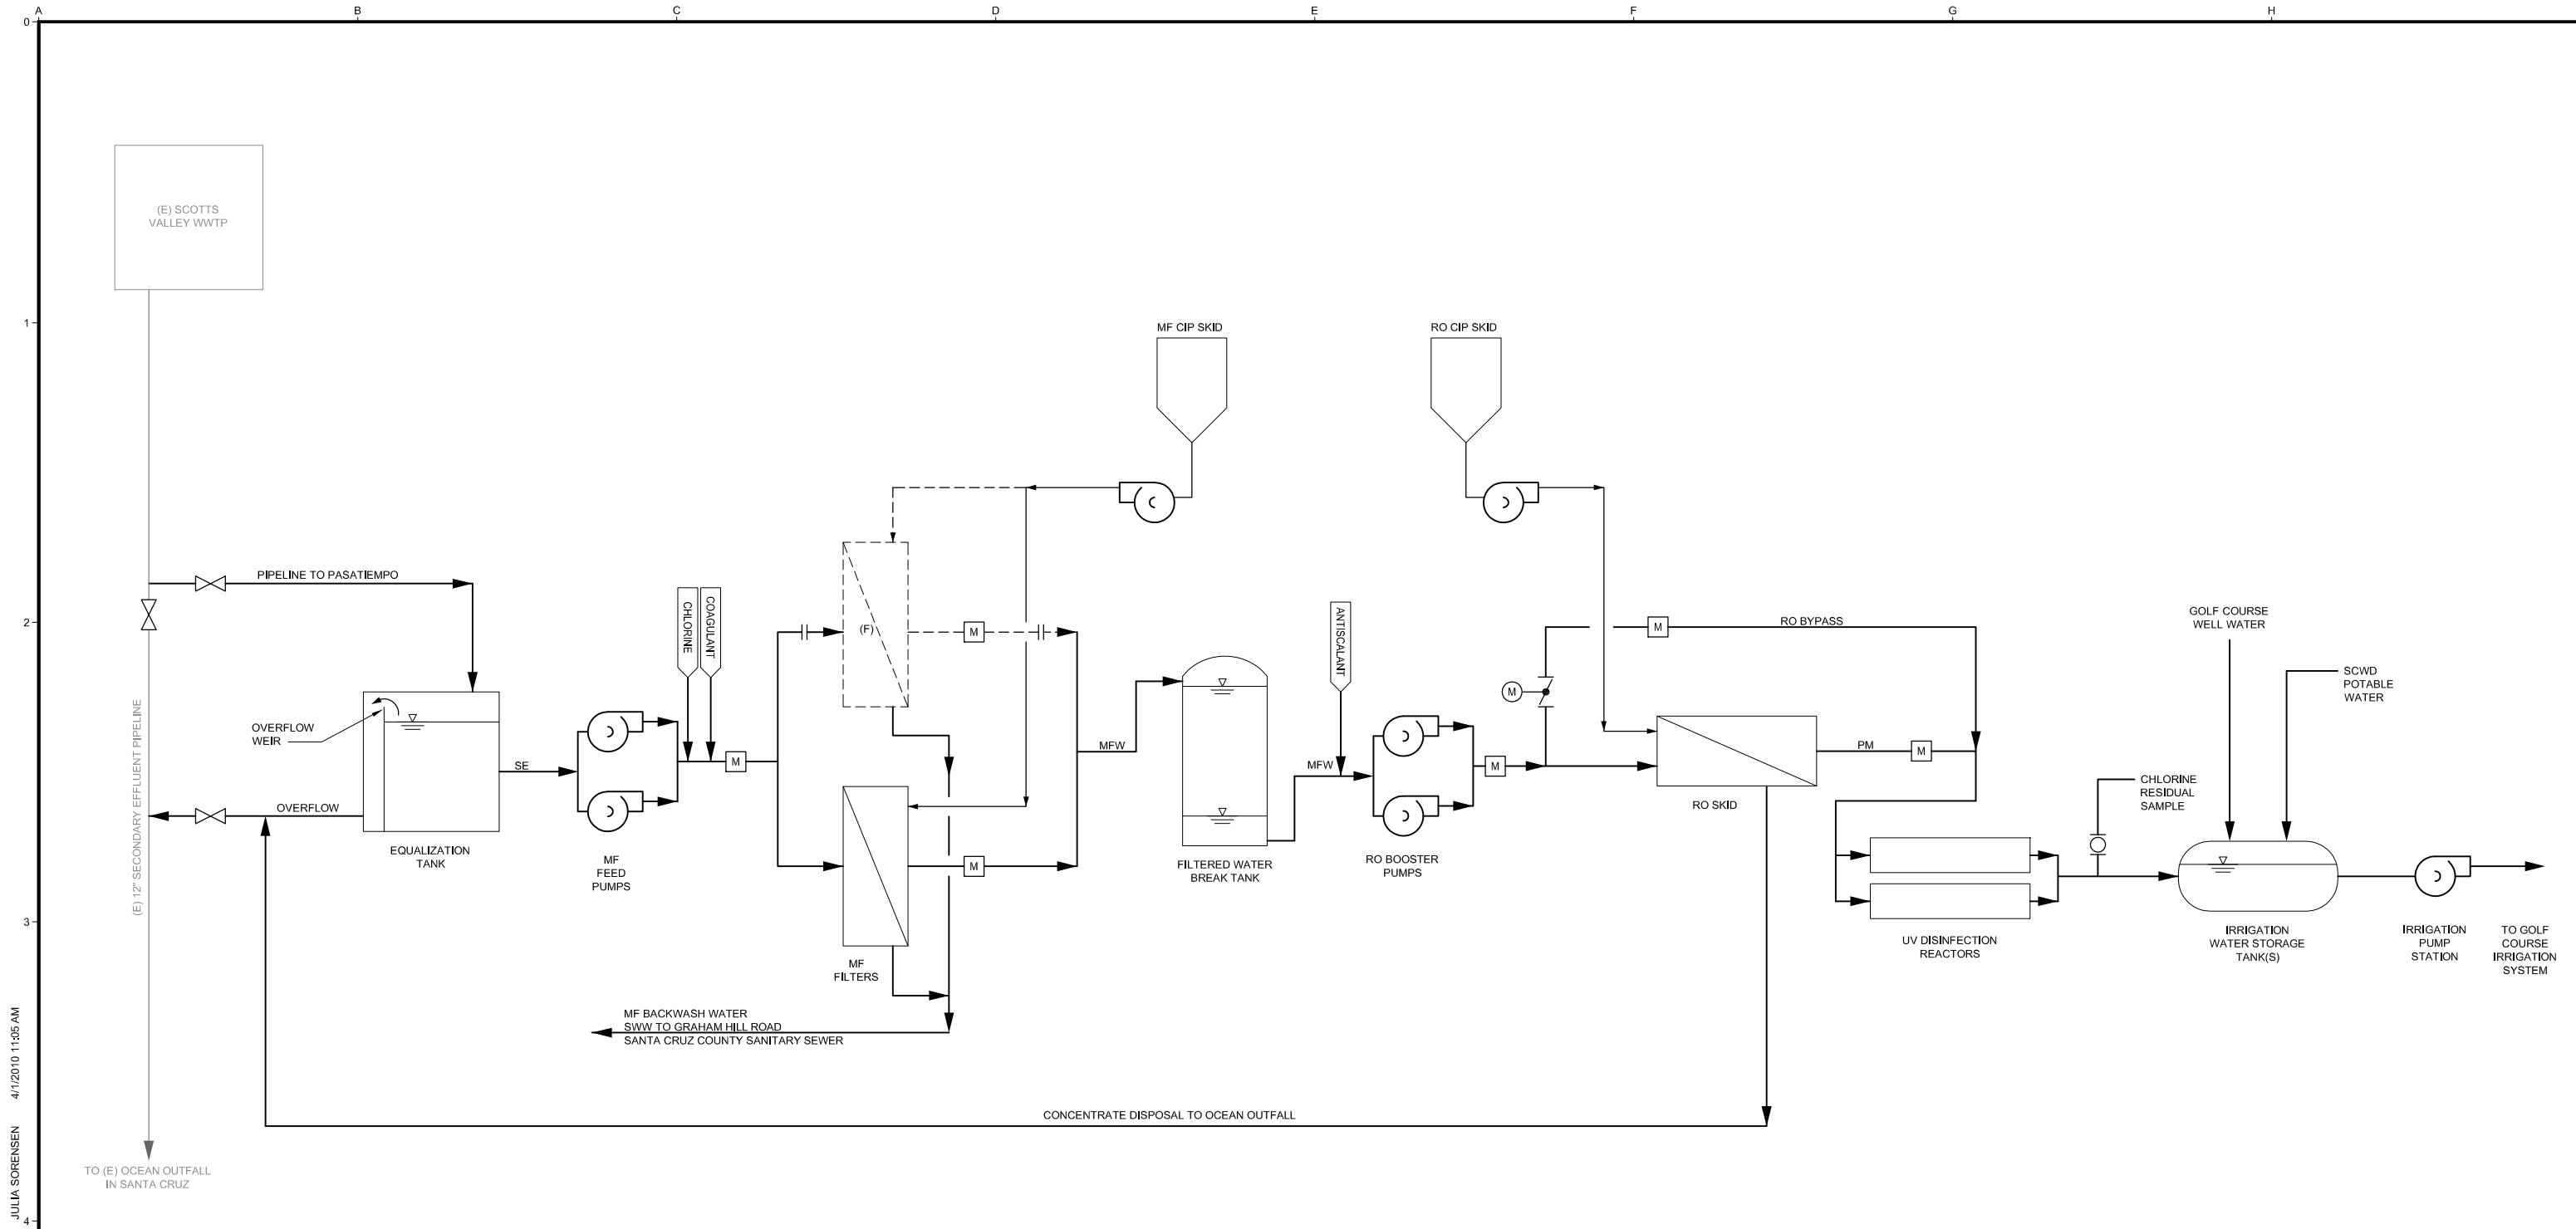 A
B
C
D
E
F
G
H
0
1
2
3
4
(E) SCOTTS
VALLEY WWTP
MF CIP SKID
RO CIP SKID
PIPELINE TO PASATIEMPO
CHLORINE
COAGULANT
(F)
M
ANTISCALANT
M
RO BYPASS
GOLF COURSE
WELL WATER
SCWD
POTABLE
WATER
M
OVERFLOW
WEIR
(E) 12" SECONDARY EFFLUENT PIPELINE
SE
M
MFW
MFW
M
PM
M
CHLORINE
RESIDUAL
SAMPLE
OVERFLOW
RO SKID
EQUALIZATION
TANK
MF
FEED
PUMPS
M
FILTERED WATER
BREAK TANK
RO BOOSTER
PUMPS
UV DISINFECTION
REACTORS
IRRIGATION
WATER STORAGE
TANK(S)
IRRIGATION
PUMP
STATION
TO GOLF
COURSE
IRRIGATION
SYSTEM
MF
FILTERS
MF BACKWASH WATER
SWW TO GRAHAM HILL ROAD
SANTA CRUZ COUNTY SANITARY SEWER
CONCENTRATE DISPOSAL TO OCEAN OUTFALL
TO (E) OCEAN OUTFALL
IN SANTA CRUZ
JULIA SORENSEN 4/1/2010 11:05 AM